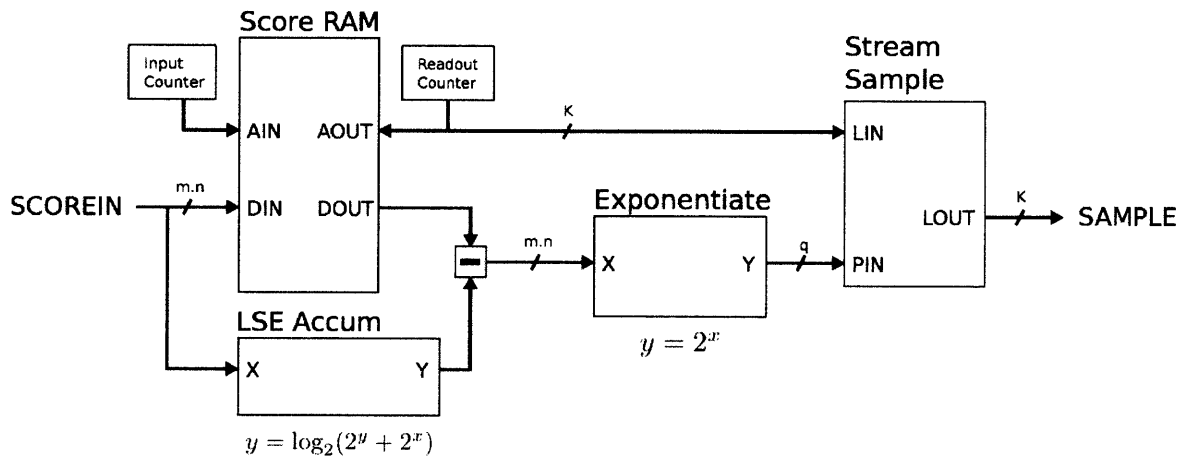 Score RAM
Input
Counter
Readout
Counter
Stream
Sample
AIN
AOUT
K
LIN
SCOREIN
m.n
DIN
DOUT
Exponentiate
K
LOUT
SAMPLE
m.n
X
Y
q
PIN
LSE Accum
y = 2^x
X
Y
y = log₂(2^y + 2^x)